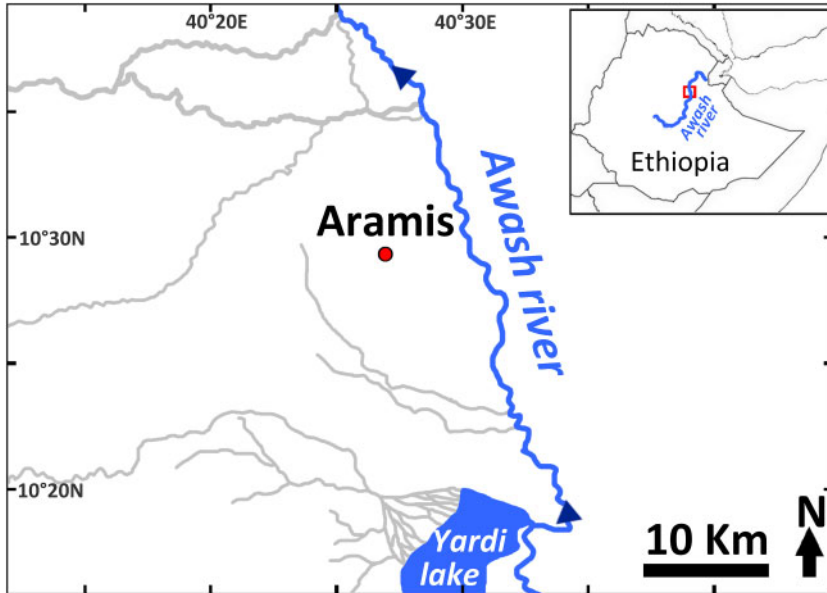 40°20E
40°30E
Awash
river
Ethiopia
Awash river
Aramis
10°30N
10°20N
Yardi
lake
10 Km
N